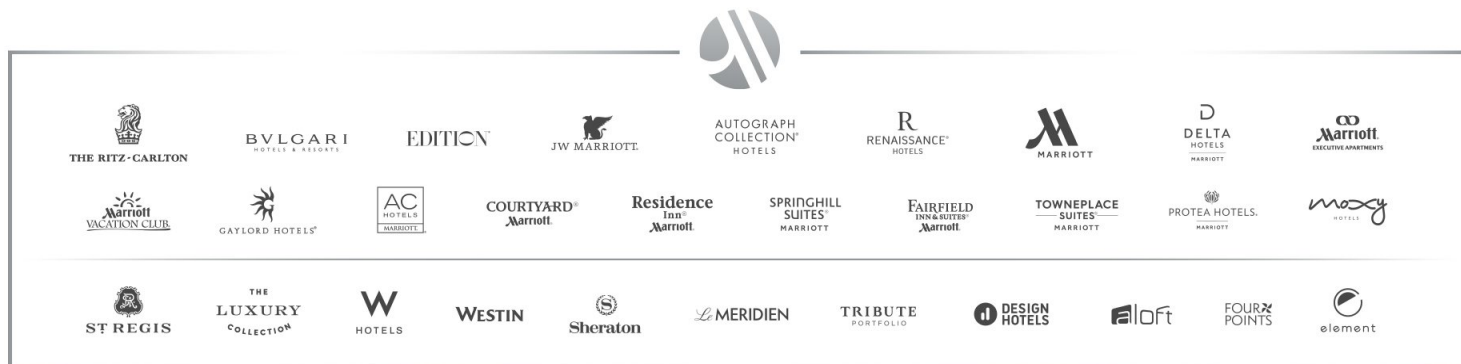 THE RITZ-CARLTON
BVLGARI
HOTELS & RESORTS
EDITION™
JW MARRIOTT.
AUTOGRAPH
COLLECTION®
HOTELS
R
RENAISSANCE®
HOTELS
MARRIOTT
D
DELTA
HOTELS
MARRIOTT
Marriott.
EXECUTIVE APARTMENTS
Marriott
VACATION CLUB.
G
GAYLORD HOTELS®
AC
HOTELS
MARRIOTT.
COURTYARD®
Marriott.
Residence
Inn®
Marriott.
SPRINGHILL
SUITES®
MARRIOTT
FAIRFIELD
INN & SUITES®
Marriott.
TOWNEPLACE
SUITES®
MARRIOTT
PROTEA HOTELS.
MARRIOTT
moxy
HOTELS
ST REGIS
THE
LUXURY
COLLECTION
W
HOTELS
WESTIN
S
Sheraton
Le MERIDIEN
TRIBUTE
PORTFOLIO
DESIGN
HOTELS
aloft
FOUR
POINTS
element